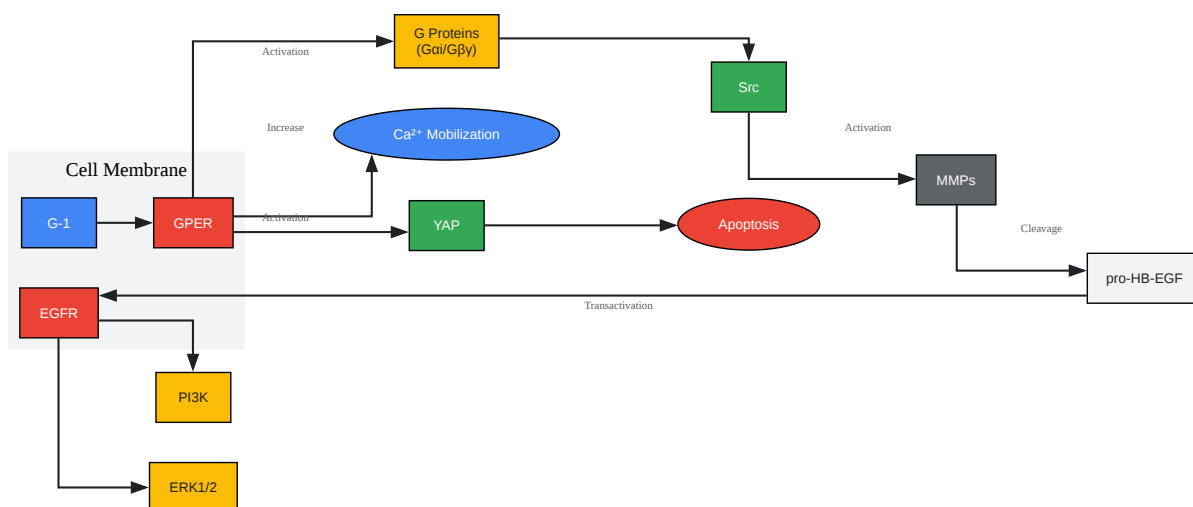 G Proteins
(Gαi/Gβγ)
Activation
Src
Increase
Ca²⁺ Mobilization
Activation
Cell Membrane
MMPs
G-1
GPER
Activation
YAP
Apoptosis
Cleavage
pro-HB-EGF
EGFR
Transactivation
PI3K
ERK1/2